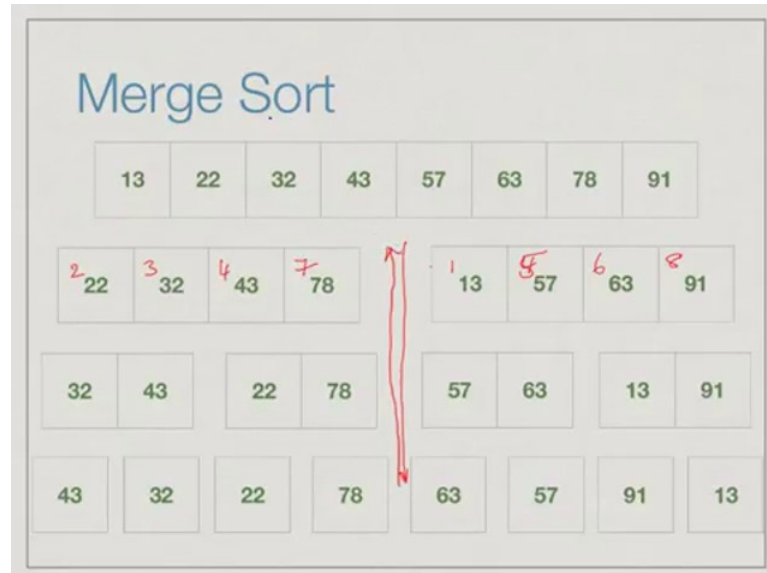 Merge Sort
13 22 32 43 57 63 78 91
2 22 3 32 4 43 7 78 1 13 5 57 6 63 8 91
32 43 22 78 57 63 13 91
43 32 22 78 63 57 91 13